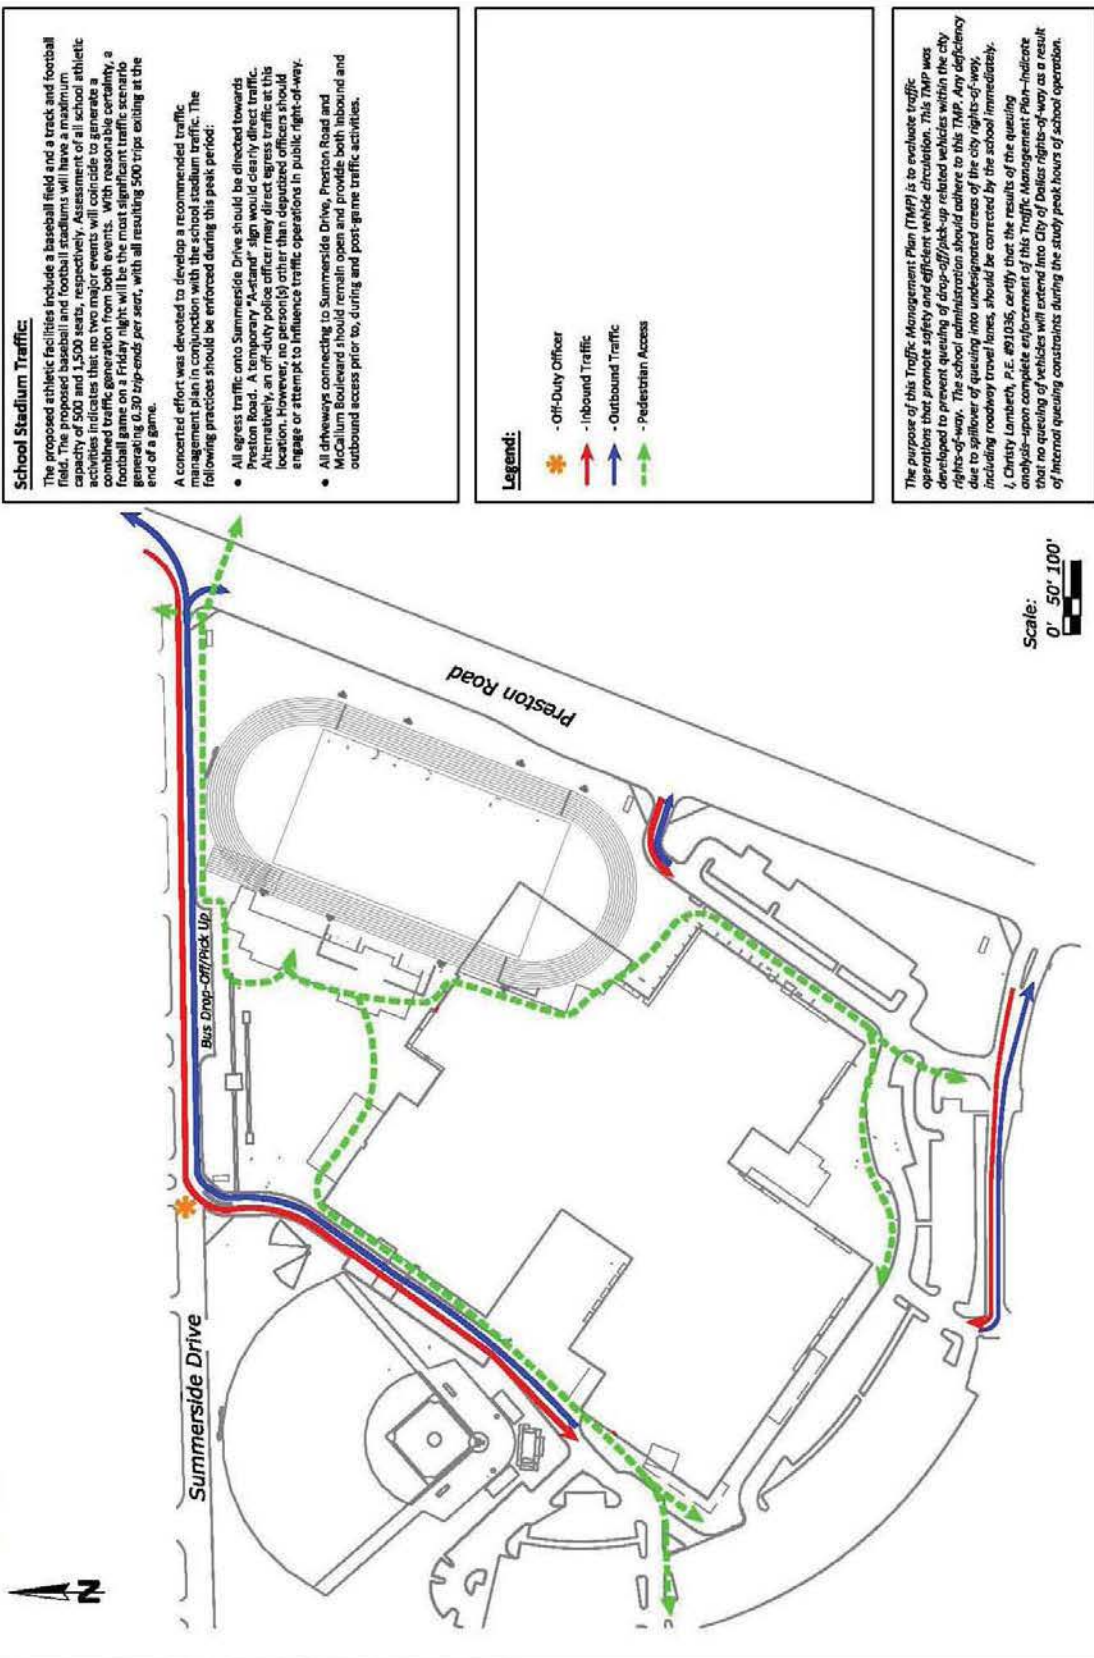 School Stadium Traffic:
The proposed athletic facilities include a baseball field and a track and football
field. The proposed baseball and football stadiums will have a maximum
capacity of 500 and 1,500 seats, respectively. Assessment of all school athletic
activities indicates that no two major events will coincide to generate a
combined traffic generation from both events. With reasonable certainty, a
football game on a Friday night will be the most significant traffic scenario
generating 0.30 trip-ends per seat, with all resulting 500 trips exiting at the
end of a game.
A concerted effort was devoted to develop a recommended traffic
management plan in conjunction with the school stadium traffic. The
following practices should be enforced during this peak period:
• All egress traffic onto Summerside Drive should be directed towards
Preston Road. A temporary "A-stand" sign would clearly direct traffic.
Alternatively, an off-duty police officer may direct egress traffic at this
location. However, no person(s) other than deputized officers should
engage or attempt to influence traffic operations in public right-of-way.
• All driveways connecting to Summerside Drive, Preston Road and
McCallum Boulevard should remain open and provide both inbound and
outbound access prior to, during and post-game traffic activities.
Legend:
- Off-Duty Officer
- Inbound Traffic
- Outbound Traffic
- Pedestrian Access
The purpose of this Traffic Management Plan (TMP) is to evaluate traffic
operations that promote safety and efficient vehicle circulation. This TMP was
developed to prevent queuing of drop-off/pick-up related vehicles within the city
rights-of-way. The school administration should adhere to this TMP. Any deficiency
due to spillover of queuing into undesignated areas of the city rights-of-way,
including roadway travel lanes, should be corrected by the school immediately.
I, Christy Lambeth, P.E. #91036, certify that the results of the queuing
analysis–upon complete enforcement of this Traffic Management Plan–indicate
that no queuing of vehicles will extend into City of Dallas rights-of-way as a result
of internal queuing constraints during the study peak hours of school operation.
N
Summerside Drive
Bus Drop-Off/Pick Up
Preston Road
Scale:
0' 50' 100'